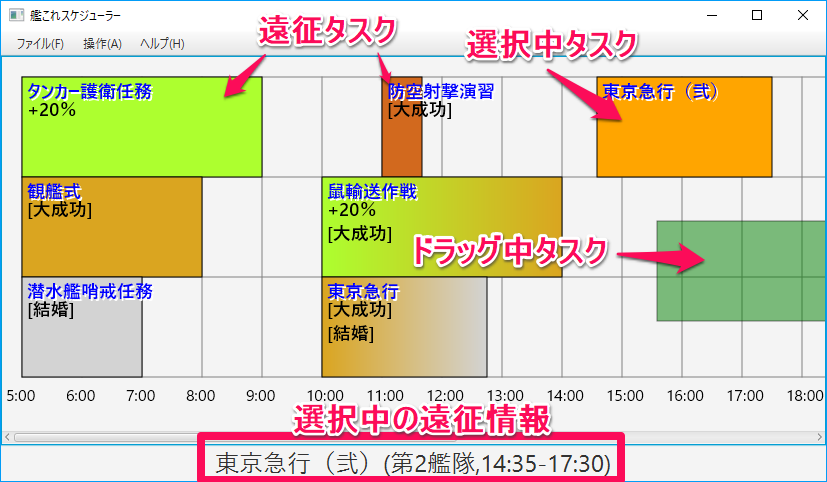 艦これスケジューラー
ファイル(F) 操作(A) ヘルプ(H)
遠征タスク
選択中タスク
タンカー護衛任務
+20%
防空射撃演習
[大成功]
東京急行（弐）
観艦式
[大成功]
鼠輸送作戦
+20%
[大成功]
ドラッグ中タスク
潜水艦哨戒任務
[結婚]
東京急行
[大成功]
[結婚]
5:00 6:00 7:00 8:00 9:00 10:00 11:00 12:00 13:00 14:00 15:00 16:00 17:00 18:00
選択中の遠征情報
東京急行（弐）(第2艦隊,14:35-17:30)